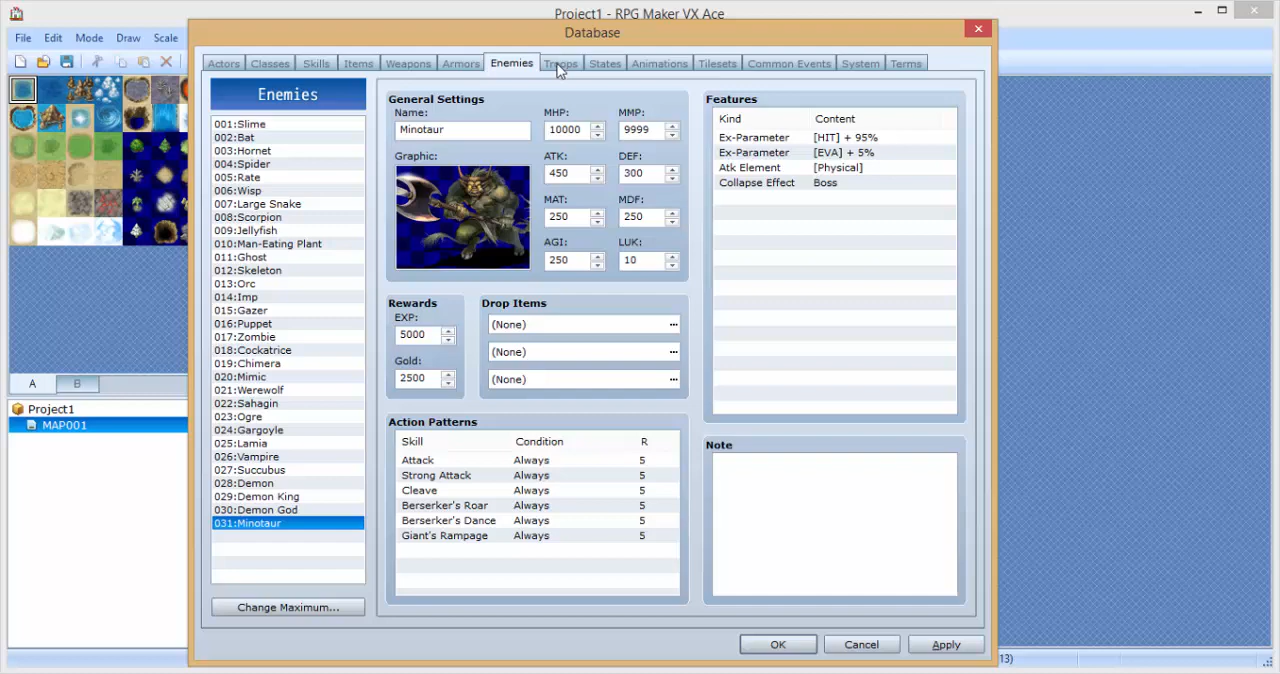 Project1 - RPG Maker VX Ace
Database
File Edit Mode Draw Scale
Actors Classes Skills Items Weapons Armors Enemies Troops States Animations Tilesets Common Events System Terms
Enemies
001:Slime
002:Bat
003:Hornet
004:Spider
005:Rate
006:Wisp
007:Large Snake
008:Scorpion
009:Jellyfish
010:Man-Eating Plant
011:Ghost
012:Skeleton
013:Orc
014:Imp
015:Gazer
016:Puppet
017:Zombie
018:Cockatrice
019:Chimera
020:Mimic
021:Werewolf
022:Sahagin
023:Ogre
024:Gargoyle
025:Lamia
026:Vampire
027:Succubus
028:Demon
029:Demon King
030:Demon God
031:Minotaur
Change Maximum...
General Settings
Name: MHP: MMP:
Minotaur 10000 9999
Graphic: ATK: DEF:
450 300
MAT: MDF:
250 250
AGI: LUK:
250 10
Rewards
EXP:
5000
Gold:
2500
Drop Items
(None) ...
(None) ...
(None) ...
Action Patterns
Skill Condition R
Attack Always 5
Strong Attack Always 5
Cleave Always 5
Berserker's Roar Always 5
Berserker's Dance Always 5
Giant's Rampage Always 5
Features
Kind Content
Ex-Parameter [HIT] + 95%
Ex-Parameter [EVA] + 5%
Atk Element [Physical]
Collapse Effect Boss
Note
OK Cancel Apply
A B
Project1
MAP001
13)